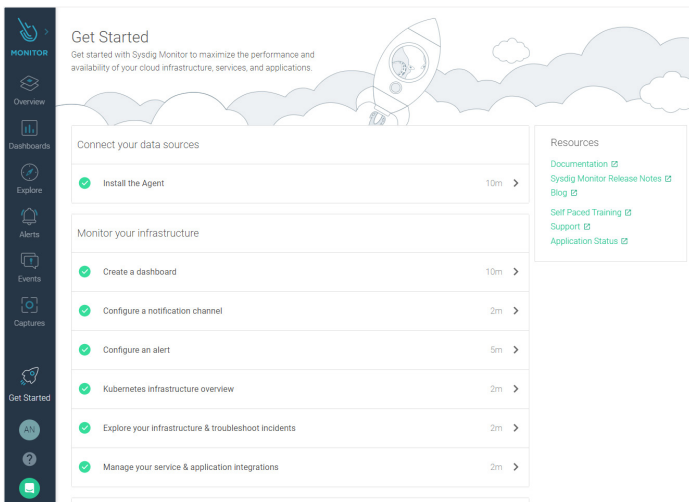 MONITOR
Overview
Dashboards
Explore
Alerts
Events
Captures
Get Started
AN
?
Get Started
Get started with Sysdig Monitor to maximize the performance and
availability of your cloud infrastructure, services, and applications.
Connect your data sources
Install the Agent 10m
Monitor your infrastructure
Create a dashboard 10m
Configure a notification channel 2m
Configure an alert 5m
Kubernetes infrastructure overview 2m
Explore your infrastructure & troubleshoot incidents 2m
Manage your service & application integrations 2m
Resources
Documentation
Sysdig Monitor Release Notes
Blog
Self Paced Training
Support
Application Status